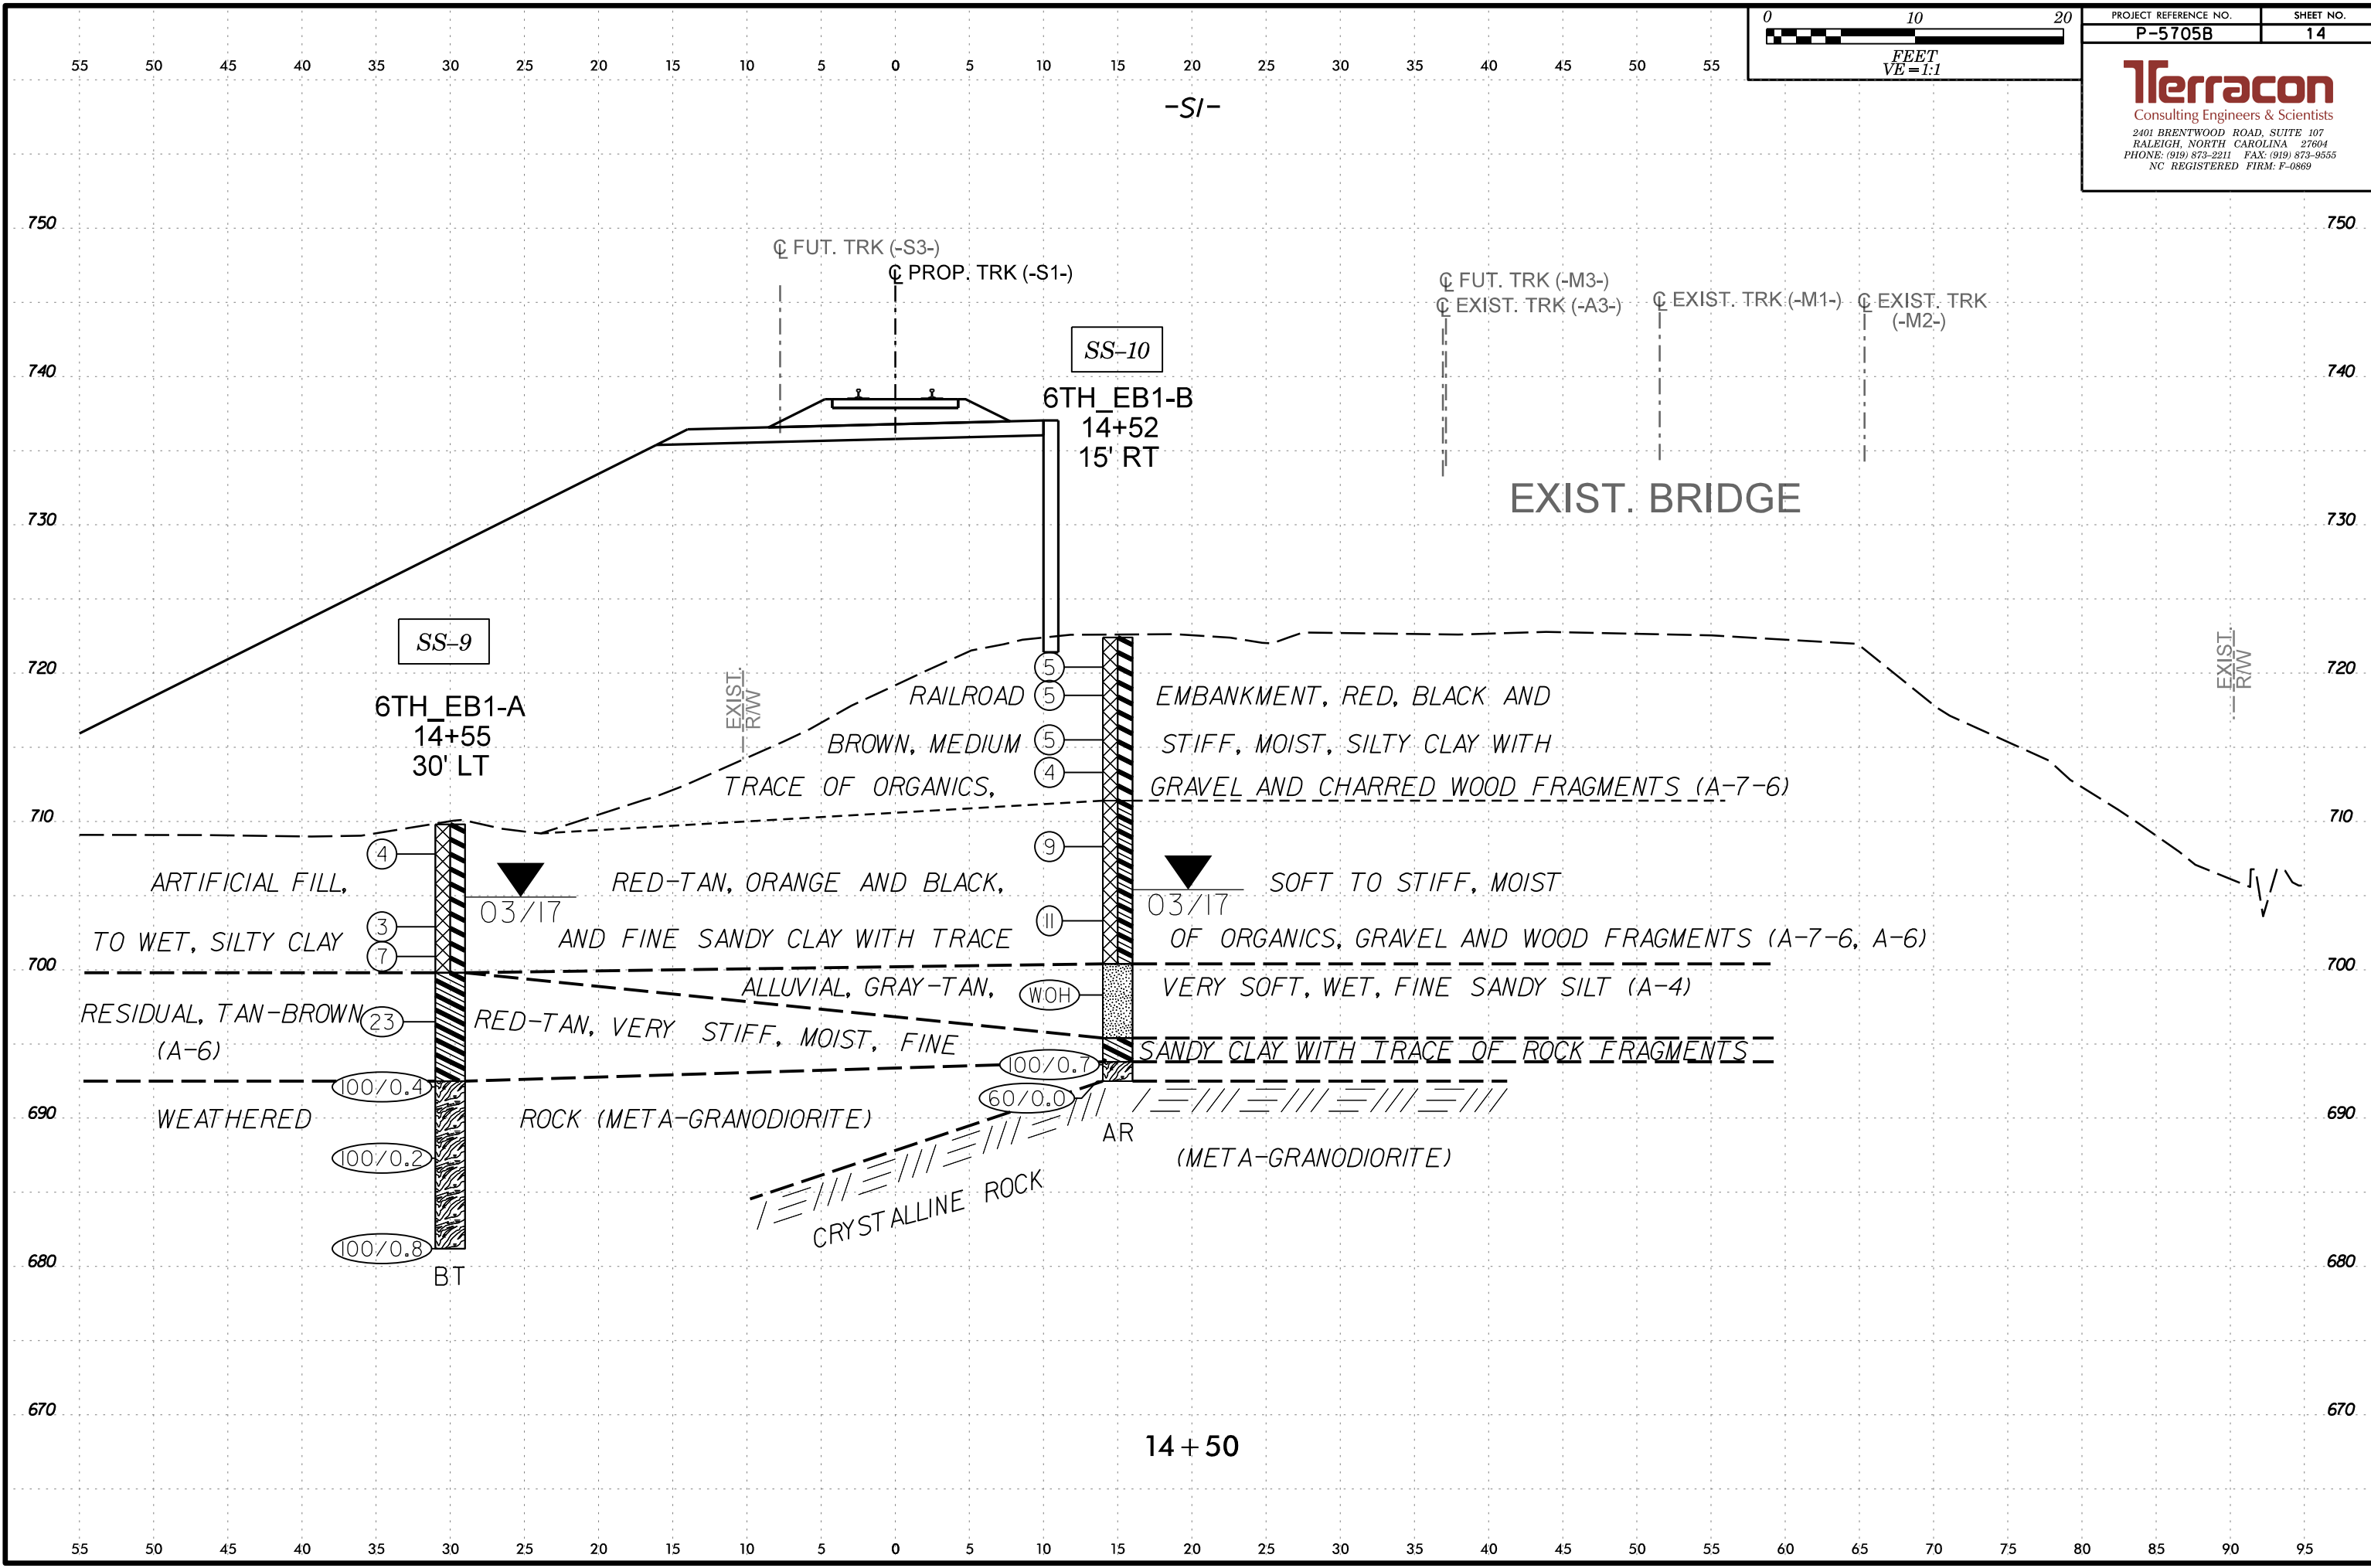 0 10 20
FEET
VE=1:1
PROJECT REFERENCE NO. SHEET NO.
P-5705B 14
Terracon
Consulting Engineers & Scientists
2401 BRENTWOOD ROAD, SUITE 107
RALEIGH, NORTH CAROLINA 27604
PHONE: (919) 873-2211 FAX: (919) 873-9555
NC REGISTERED FIRM: F-0869
55 50 45 40 35 30 25 20 15 10 5 0 5 10 15 20 25 30 35 40 45 50 55
-S1-
750 750
℄ FUT. TRK (-S3-)
℄ PROP. TRK (-S1-)
℄ FUT. TRK (-M3-)
℄ EXIST. TRK (-A3-)
℄ EXIST. TRK (-M1-)
℄ EXIST. TRK
(-M2-)
SS-10
740 740
6TH_EB1-B
14+52
15' RT
EXIST. BRIDGE
730 730
SS-9
720 720
6TH_EB1-A
14+55
30' LT
EXIST.
R/W
EXIST.
R/W
5
RAILROAD 5 EMBANKMENT, RED, BLACK AND
BROWN, MEDIUM 5 STIFF, MOIST, SILTY CLAY WITH
4
TRACE OF ORGANICS, GRAVEL AND CHARRED WOOD FRAGMENTS (A-7-6)
710 710
4 9
ARTIFICIAL FILL, RED-TAN, ORANGE AND BLACK, SOFT TO STIFF, MOIST
03/17 03/17
3 11
TO WET, SILTY CLAY AND FINE SANDY CLAY WITH TRACE OF ORGANICS, GRAVEL AND WOOD FRAGMENTS (A-7-6, A-6)
7
700 700
ALLUVIAL, GRAY-TAN, WOH VERY SOFT, WET, FINE SANDY SILT (A-4)
RESIDUAL, TAN-BROWN 23 RED-TAN, VERY STIFF, MOIST, FINE SANDY CLAY WITH TRACE OF ROCK FRAGMENTS
(A-6)
100/0.7
100/0.4
60/0.0
690 690
WEATHERED ROCK (META-GRANODIORITE)
AR
100/0.2
(META-GRANODIORITE)
CRYSTALLINE ROCK
100/0.8
680 680
BT
670 670
14+50
55 50 45 40 35 30 25 20 15 10 5 0 5 10 15 20 25 30 35 40 45 50 55 60 65 70 75 80 85 90 95